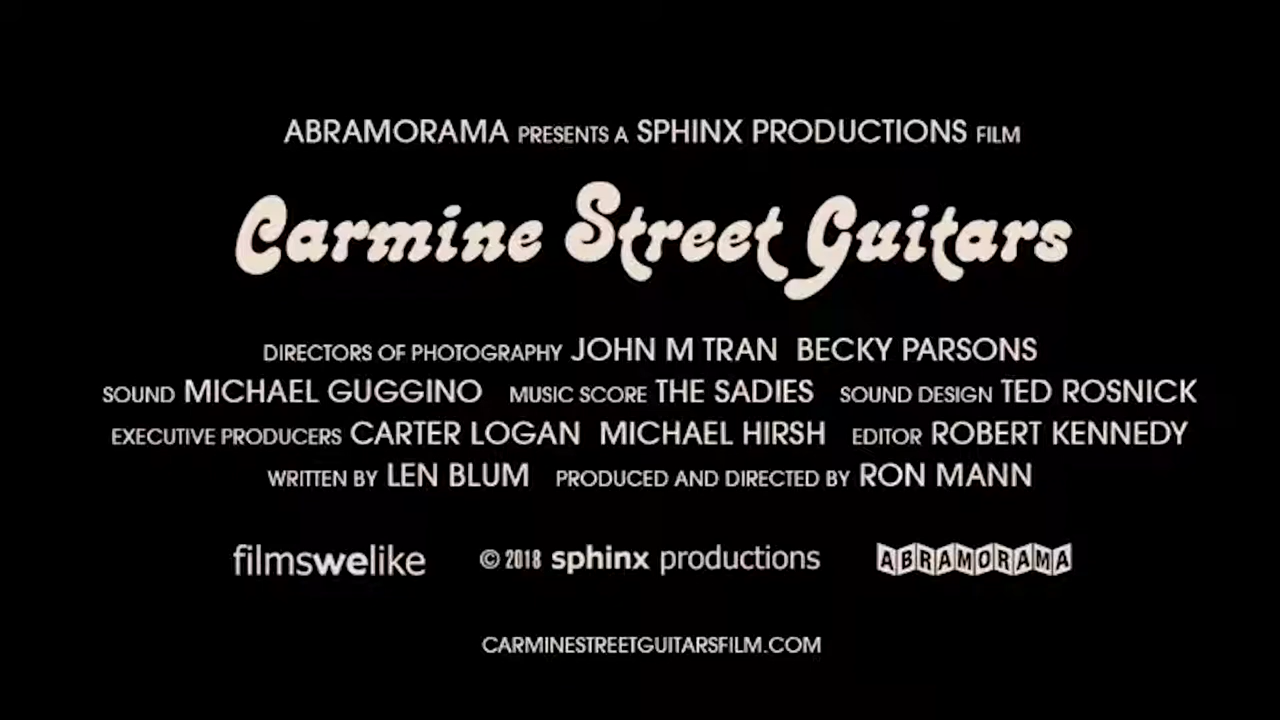 ABRAMORAMA PRESENTS A SPHINX PRODUCTIONS FILM
Carmine Street Guitars
DIRECTORS OF PHOTOGRAPHY JOHN M TRAN BECKY PARSONS
SOUND MICHAEL GUGGINO MUSIC SCORE THE SADIES SOUND DESIGN TED ROSNICK
EXECUTIVE PRODUCERS CARTER LOGAN MICHAEL HIRSH EDITOR ROBERT KENNEDY
WRITTEN BY LEN BLUM PRODUCED AND DIRECTED BY RON MANN
filmswelike © 2018 sphinx productions ABRAMORAMA
CARMINESTREETGUITARSFILM.COM